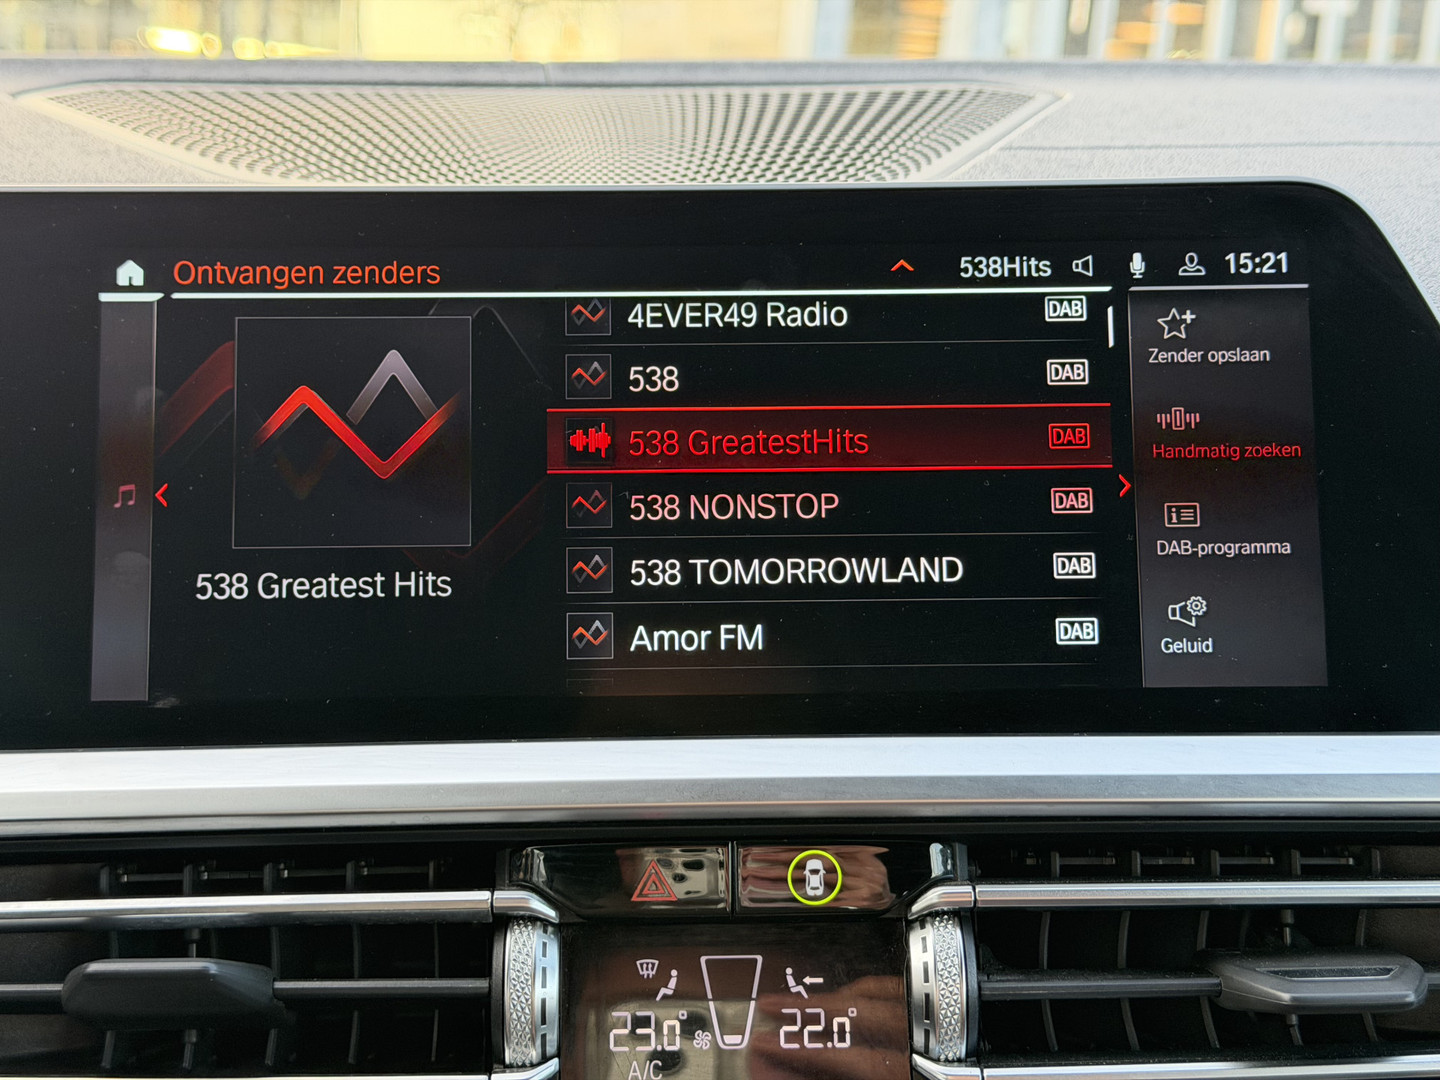 Ontvangen zenders
538Hits
15:21
4EVER49 Radio DAB
538 DAB
538 GreatestHits DAB
538 NONSTOP DAB
538 TOMORROWLAND DAB
Amor FM DAB
538 Greatest Hits
Zender opslaan
Handmatig zoeken
DAB-programma
Geluid
23.0°
22.0°
A/C